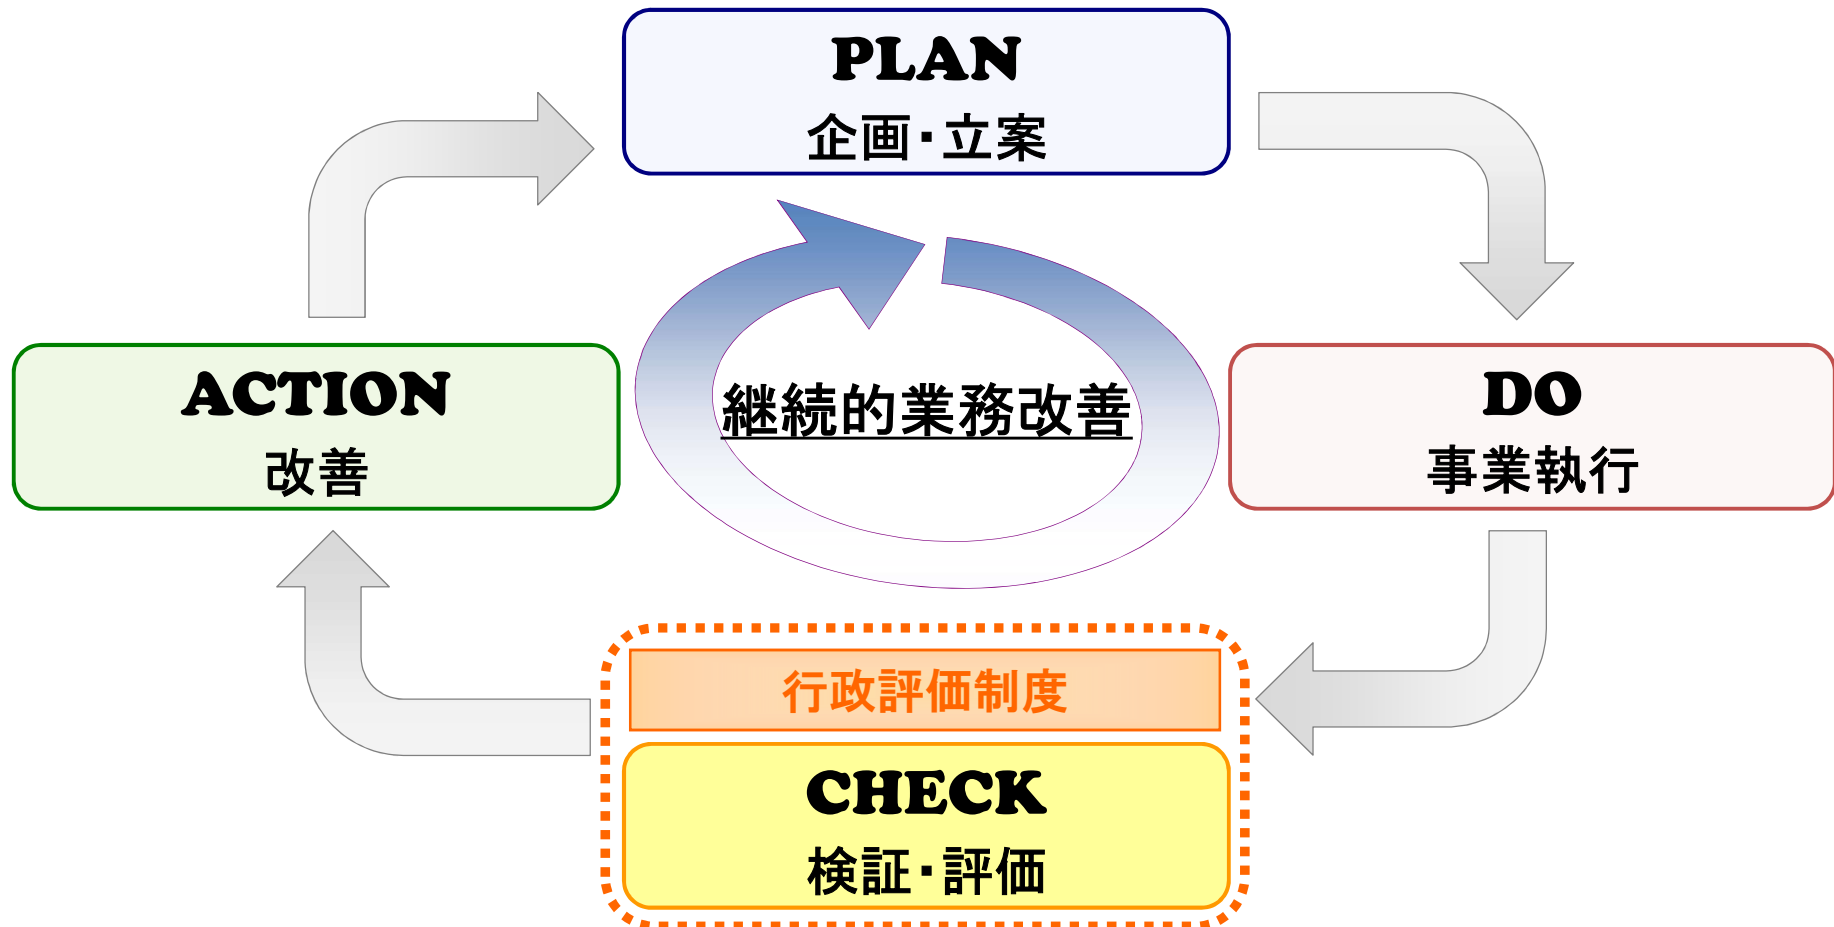 PLAN
企画・立案
ACTION
改善
継続的業務改善
DO
事業執行
行政評価制度
CHECK
検証・評価